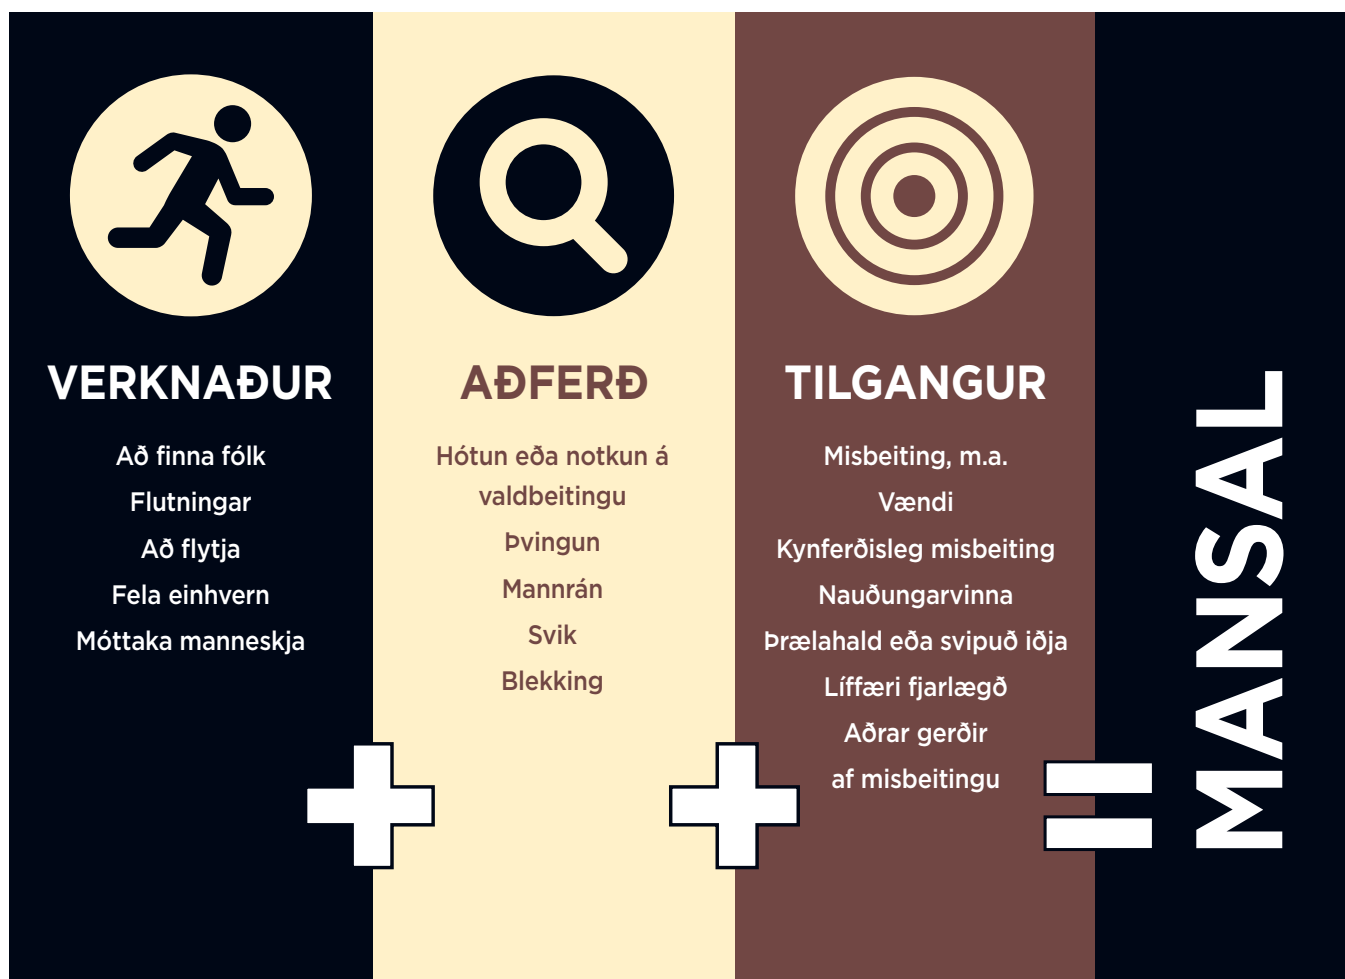 VERKNAÐUR
Að finna fólk
Flutningar
Að flytja
Fela einhvern
Móttaka manneskja
AÐFERÐ
Hótun eða notkun á
valdbeitingu
Þvingun
Mannrán
Svik
Blekking
TILGANGUR
Misbeiting, m.a.
Vændi
Kynferðisleg misbeiting
Nauðungarvinna
Þrælahald eða svipuð iðja
Líffæri fjarlægð
Aðrar gerðir
af misbeitingu
MANSAL